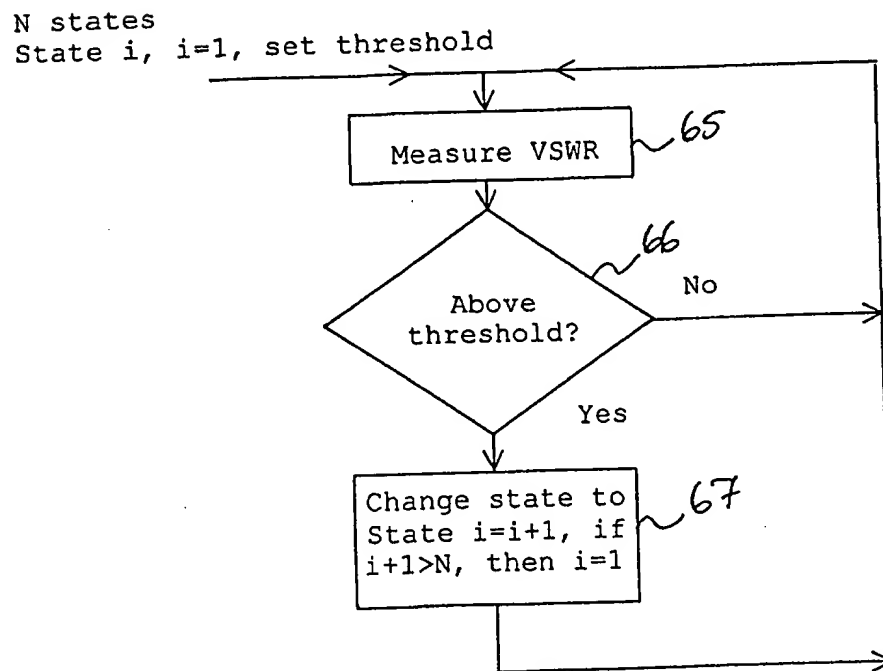 N states
State i, i=1, set threshold
Measure VSWR
65
66
Above
threshold?
No
Yes
Change state to
State i=i+1, if
i+1>N, then i=1
67